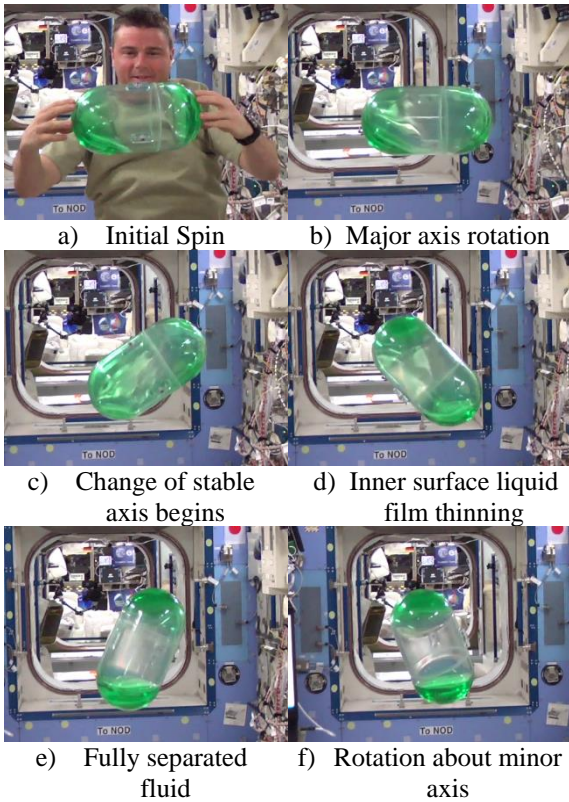 To NOD
To NOD
a) Initial Spin
b) Major axis rotation
To NOD
To NOD
c) Change of stable
axis begins
d) Inner surface liquid
film thinning
To NOD
To NOD
e) Fully separated
fluid
f) Rotation about minor
axis